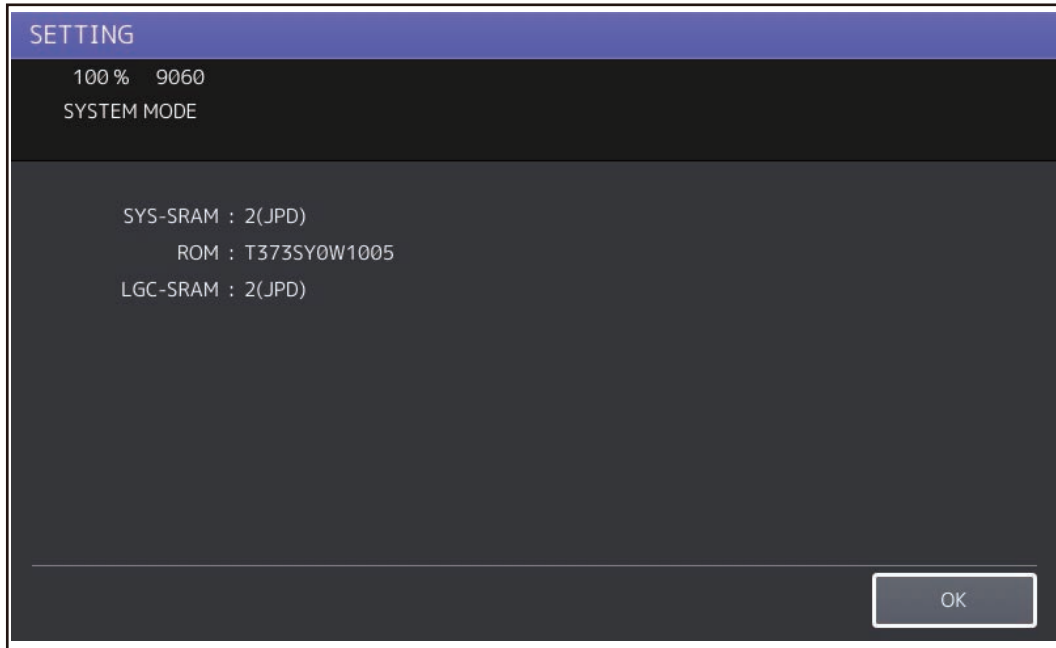 SETTING
100 % 9060
SYSTEM MODE
SYS-SRAM : 2(JPD)
ROM : T373SY0W1005
LGC-SRAM : 2(JPD)
OK